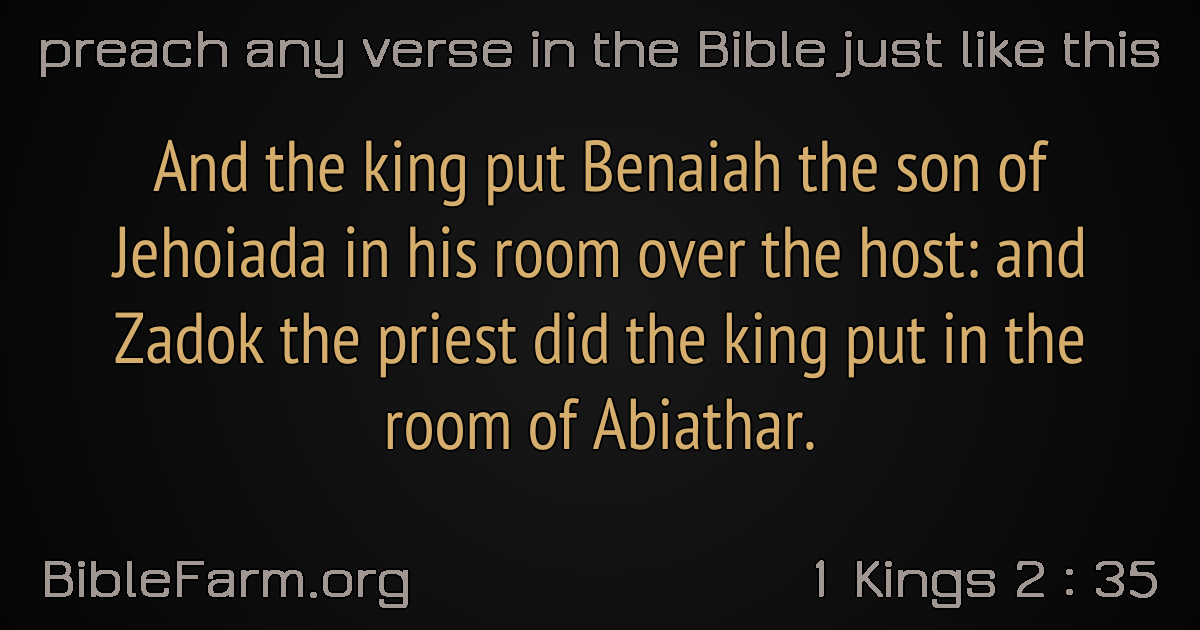 preach any verse in the Bible just like this
And the king put Benaiah the son of
Jehoiada in his room over the host: and
Zadok the priest did the king put in the
room of Abiathar.
BibleFarm.org
1 Kings 2 : 35